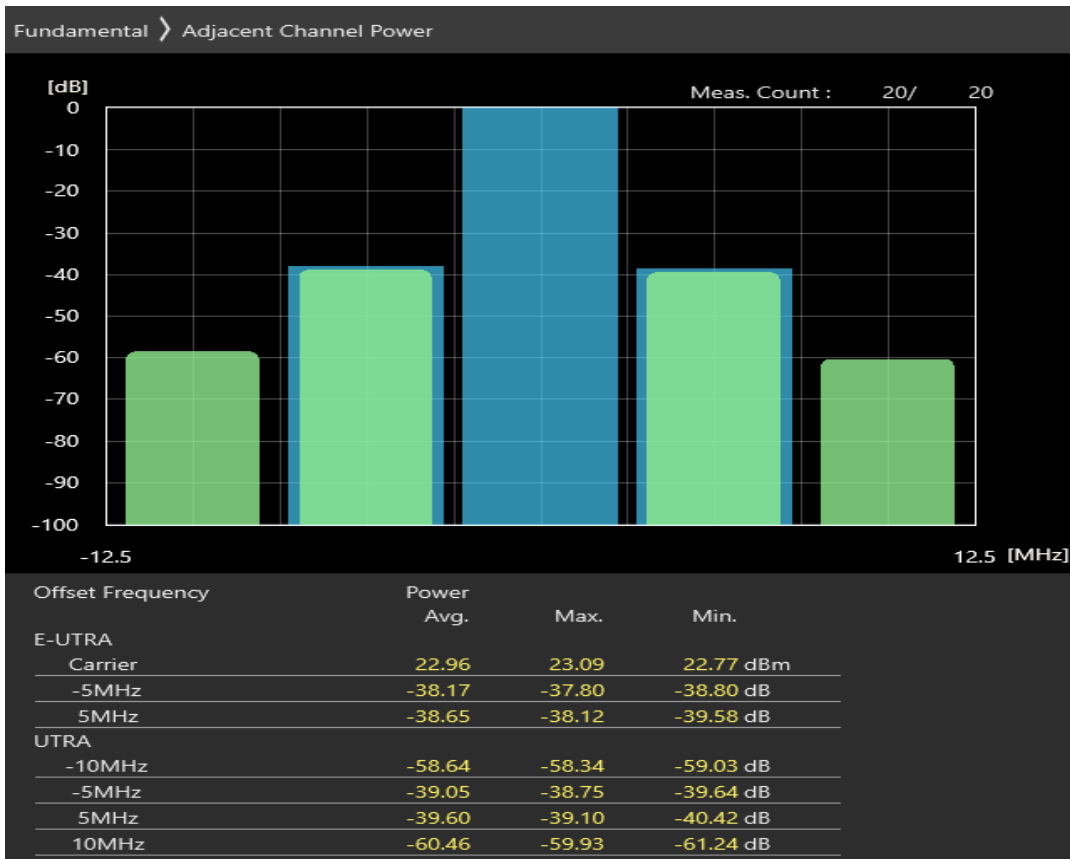 Fundamental 〉 Adjacent Channel Power
[dB]
Meas. Count : 20/ 20
0
-10
-20
-30
-40
-50
-60
-70
-80
-90
-100
-12.5 12.5 [MHz]
Offset Frequency Power
Avg. Max. Min.
E-UTRA
Carrier 22.96 23.09 22.77 dBm
-5MHz -38.17 -37.80 -38.80 dB
5MHz -38.65 -38.12 -39.58 dB
UTRA
-10MHz -58.64 -58.34 -59.03 dB
-5MHz -39.05 -38.75 -39.64 dB
5MHz -39.60 -39.10 -40.42 dB
10MHz -60.46 -59.93 -61.24 dB